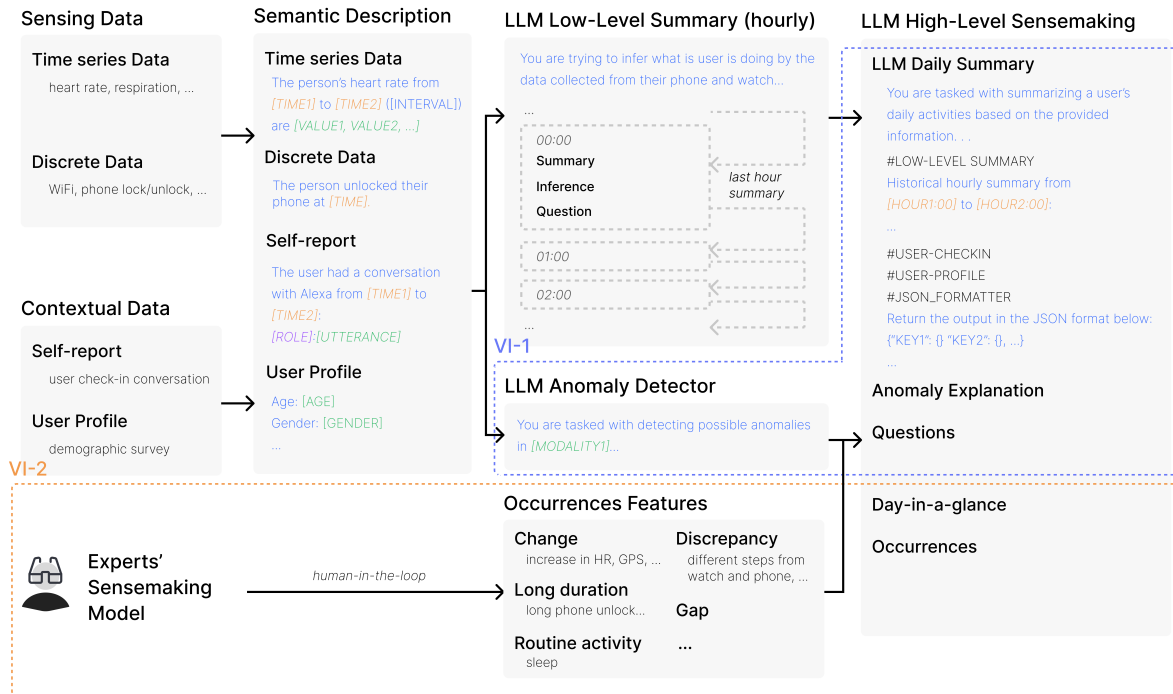 Sensing Data
Time series Data
heart rate, respiration, ...
Discrete Data
WiFi, phone lock/unlock, ...
Contextual Data
Self-report
user check-in conversation
User Profile
demographic survey
Semantic Description
Time series Data
The person's heart rate from
[TIME1] to [TIME2] ([INTERVAL])
are [VALUE1, VALUE2, ...]
Discrete Data
The person unlocked their
phone at [TIME].
Self-report
The user had a conversation
with Alexa from [TIME1] to
[TIME2]:
[ROLE]:[UTTERANCE]
User Profile
Age: [AGE]
Gender: [GENDER]
...
LLM Low-Level Summary (hourly)
You are trying to infer what is user is doing by the
data collected from their phone and watch...
...
00:00
Summary
Inference
Question
last hour
summary
01:00
02:00
...
VI-1
LLM Anomaly Detector
You are tasked with detecting possible anomalies
in [MODALITY1]...
LLM High-Level Sensemaking
LLM Daily Summary
You are tasked with summarizing a user's
daily activities based on the provided
information. . .
#LOW-LEVEL SUMMARY
Historical hourly summary from
[HOUR1:00] to [HOUR2:00]:
...
#USER-CHECKIN
#USER-PROFILE
#JSON_FORMATTER
Return the output in the JSON format below:
{"KEY1": {} "KEY2": {}, ...}
...
Anomaly Explanation
Questions
Day-in-a-glance
Occurrences
VI-2
Experts'
Sensemaking
Model
human-in-the-loop
Occurrences Features
Change
increase in HR, GPS, ...
Long duration
long phone unlock...
Routine activity
sleep
Discrepancy
different steps from
watch and phone, ...
Gap
...